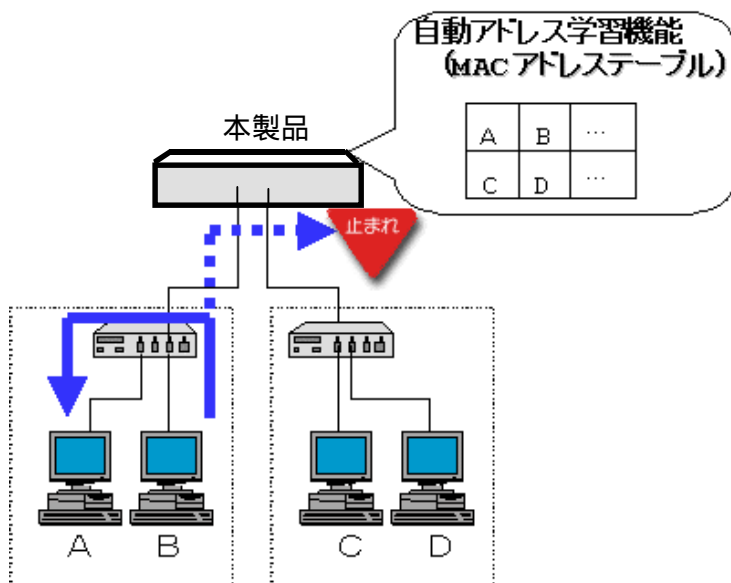 自動アドレス学習機能
(MAC アドレステーブル)
本製品
A B …
C D …
止まれ
A B C D